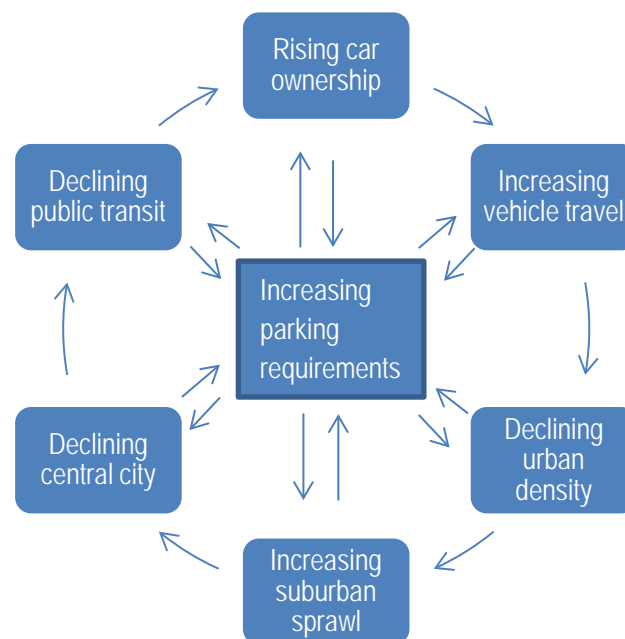 Rising car
ownership
Declining
public transit
Increasing
vehicle travel
Increasing
parking
requirements
Declining
central city
Declining
urban
density
Increasing
suburban
sprawl